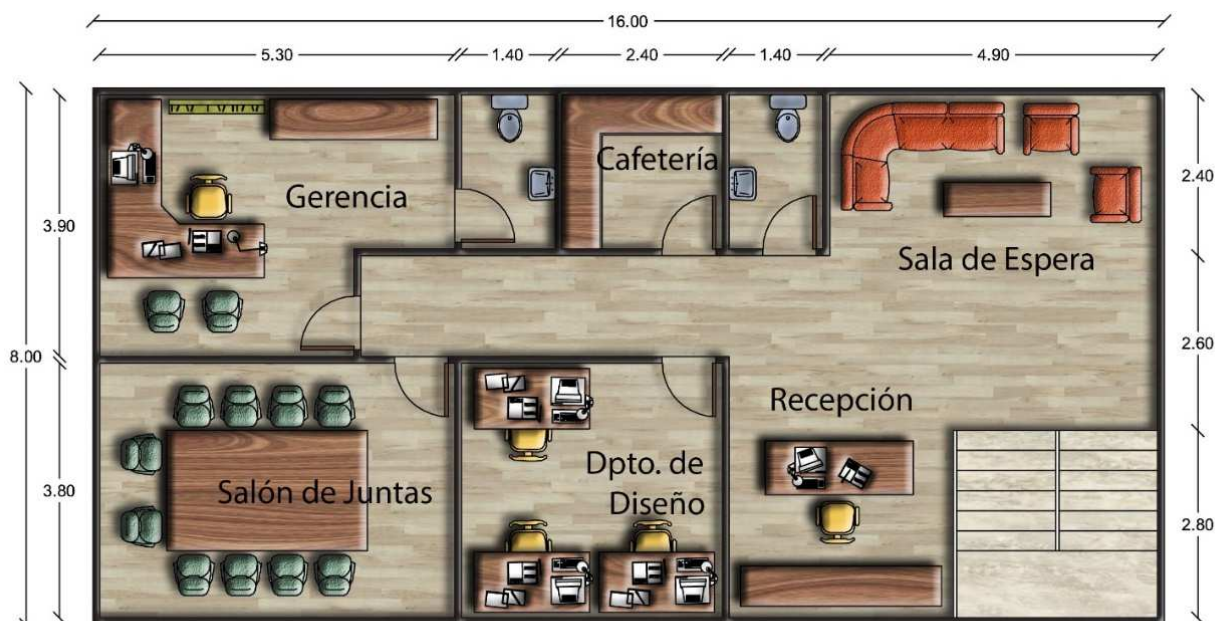 16.00
5.30
1.40
2.40
1.40
4.90
8.00
3.90
3.80
2.40
2.60
2.80
Gerencia
Cafetería
Sala de Espera
Recepción
Salón de Juntas
Dpto. de
Diseño